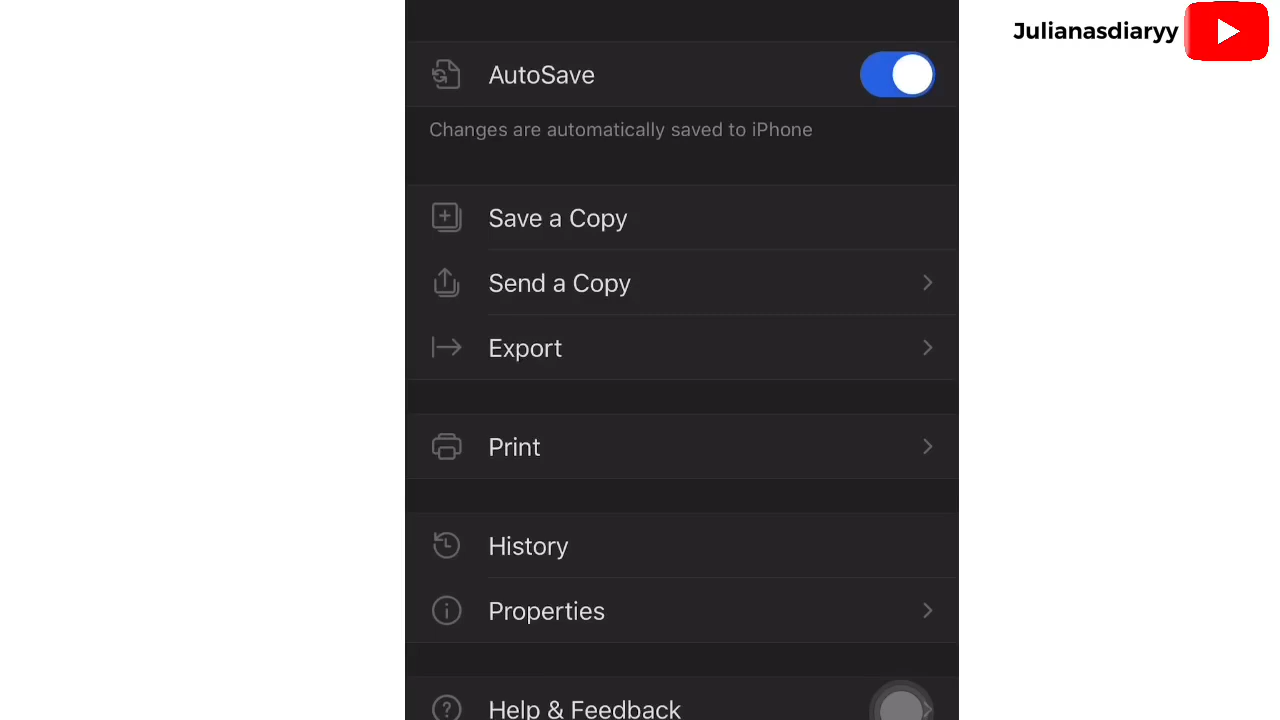 Julianasdiaryy
AutoSave
Changes are automatically saved to iPhone
Save a Copy
Send a Copy
Export
Print
History
Properties
Help & Feedback